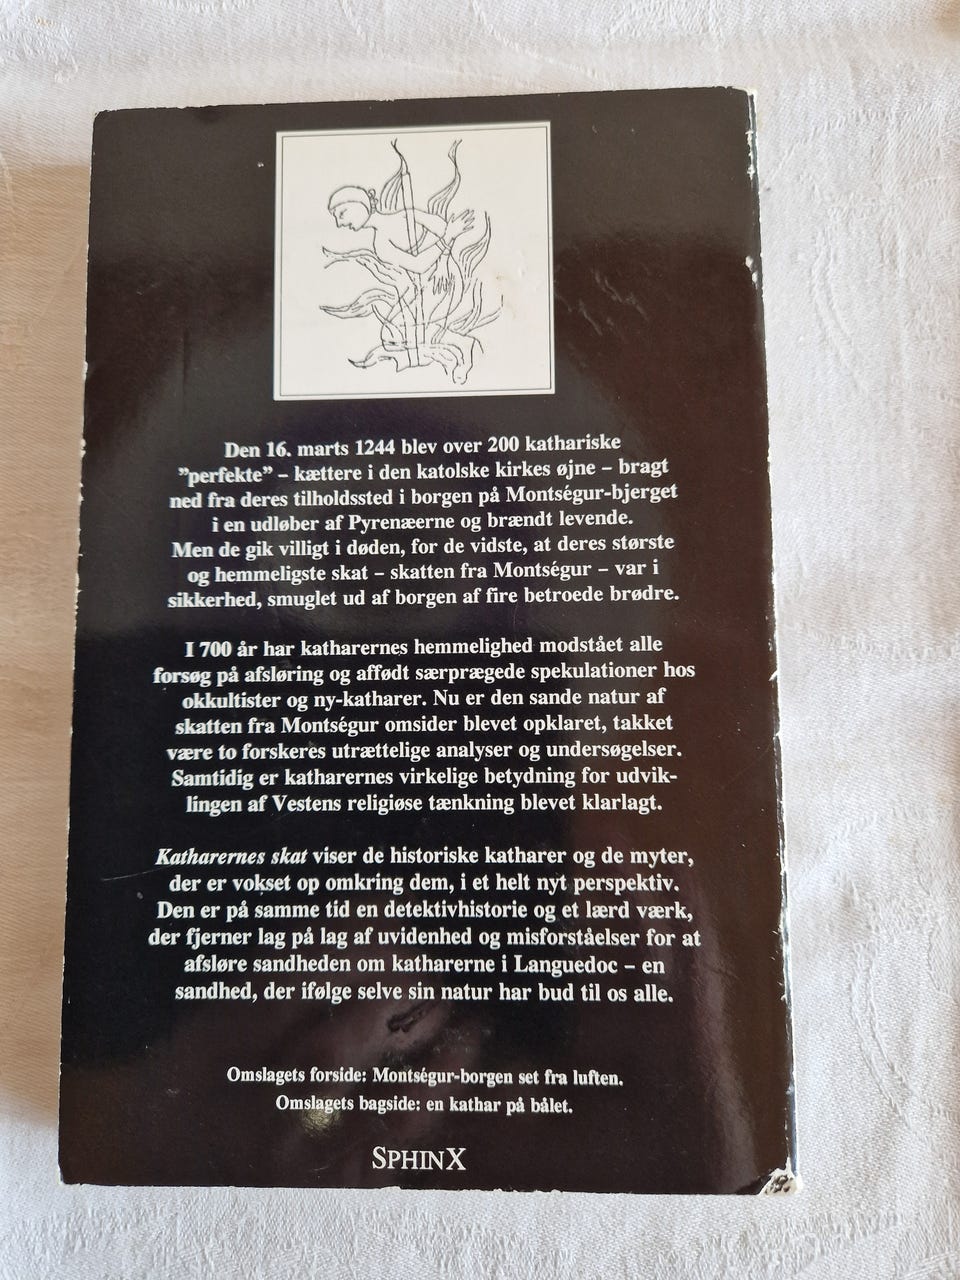 Den 16. marts 1244 blev over 200 kathariske
”perfekte” – kættere i den katolske kirkes øjne – bragt
ned fra deres tilholdssted i borgen på Montségur-bjerget
i en udløber af Pyrenæerne og brændt levende.
Men de gik villigt i døden, for de vidste, at deres største
og hemmeligste skat – skatten fra Montségur – var i
sikkerhed, smuglet ud af borgen af fire betroede brødre.
I 700 år har katharernes hemmelighed modstået alle
forsøg på afsløring og affødt særprægede spekulationer hos
okkultister og ny-katharer. Nu er den sande natur af
skatten fra Montségur omsider blevet opklaret, takket
være to forskeres utrættelige analyser og undersøgelser.
Samtidig er katharernes virkelige betydning for udvik-
lingen af Vestens religiøse tænkning blevet klarlagt.
Katharernes skat viser de historiske katharer og de myter,
der er vokset op omkring dem, i et helt nyt perspektiv.
Den er på samme tid en detektivhistorie og et lærd værk,
der fjerner lag på lag af uvidenhed og misforståelser for at
afsløre sandheden om katharerne i Languedoc – en
sandhed, der ifølge selve sin natur har bud til os alle.
Omslagets forside: Montségur-borgen set fra luften.
Omslagets bagside: en kathar på bålet.
SPHINX